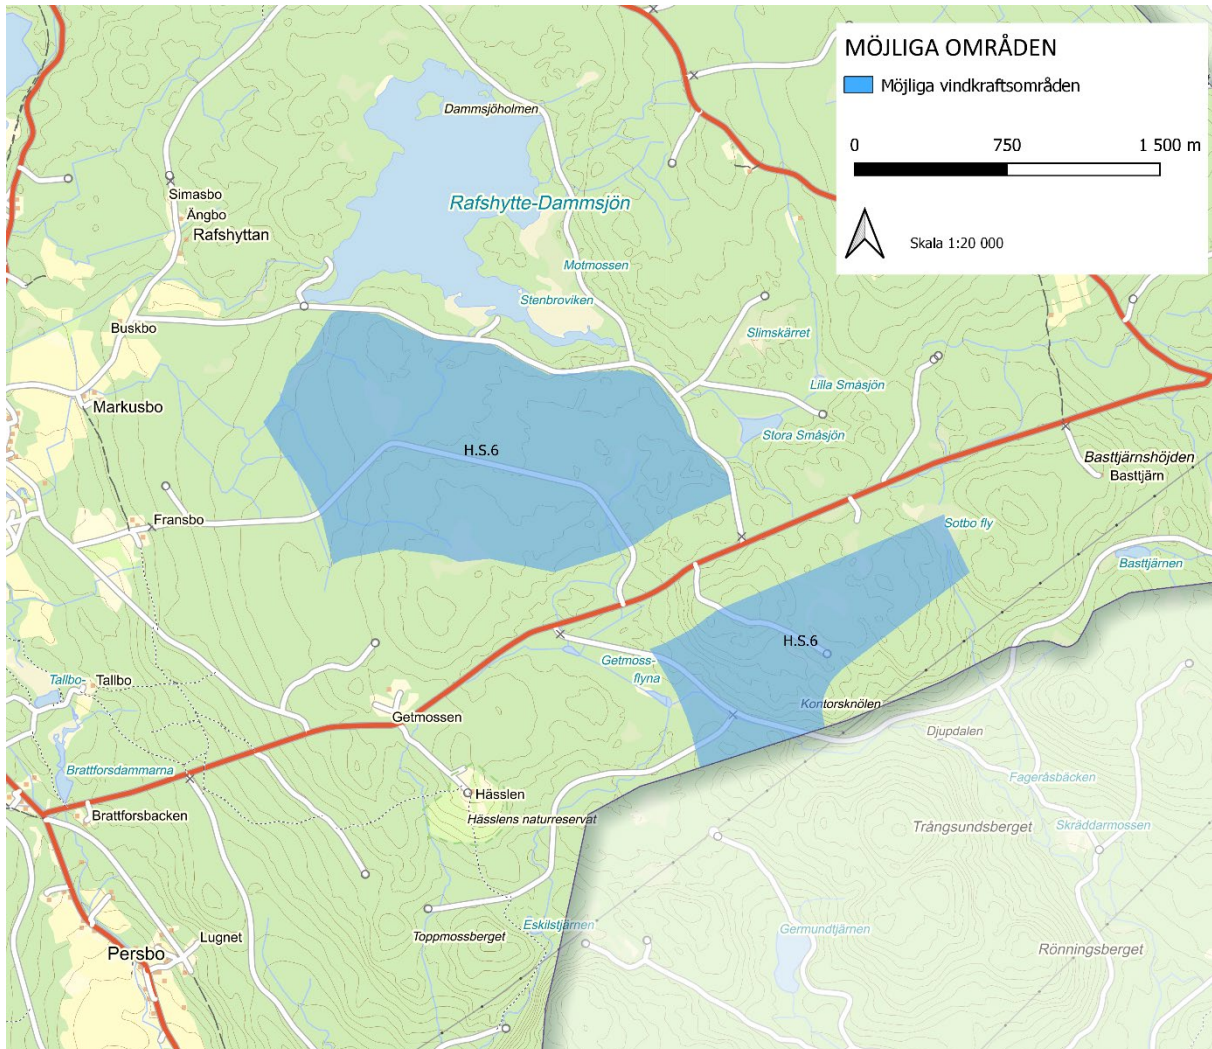 MÖJLIGA OMRÅDEN
Möjliga vindkraftsområden
0 750 1 500 m
Skala 1:20 000
Dammsjöholmen
Simasbo
Ängbo
Rafshyttan
Rafshytte-Dammsjön
Motmossen
Stenbroviken
Buskbo
Slimskärret
Markusbo
Lilla Småsjön
Stora Småsjön
H.S.6
Basttjärnshöjden
Basttjärn
Fransbo
Sotbo fly
Basttjärnen
H.S.6
Getmoss-
flyna
Tallbo-
Tallbo
Kontorsknölen
Getmossen
Djupdalen
Brattforsdammarna
Fageråsbäcken
Hässlen
Brattforsbacken
Hässlens naturreservat
Trångsundsberget
Skräddarmossen
Eskilstjärnen
Germundtjärnen
Toppmossberget
Lugnet
Rönningsberget
Persbo